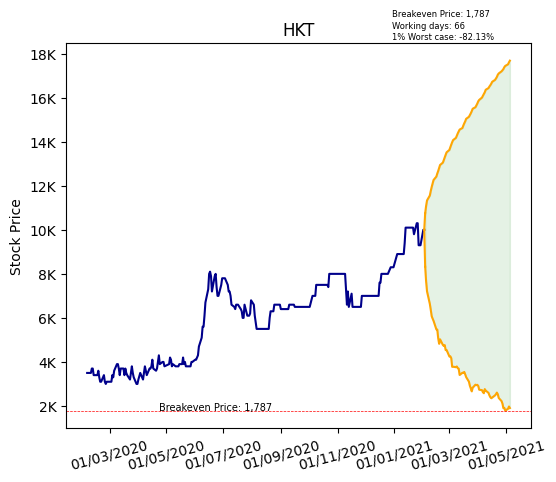 Breakeven Price: 1,787
Working days: 66
1% Worst case: -82.13%
HKT
Stock Price
18K
16K
14K
12K
10K
8K
6K
4K
2K
Breakeven Price: 1,787
01/03/2020
01/05/2020
01/07/2020
01/09/2020
01/11/2020
01/01/2021
01/03/2021
01/05/2021